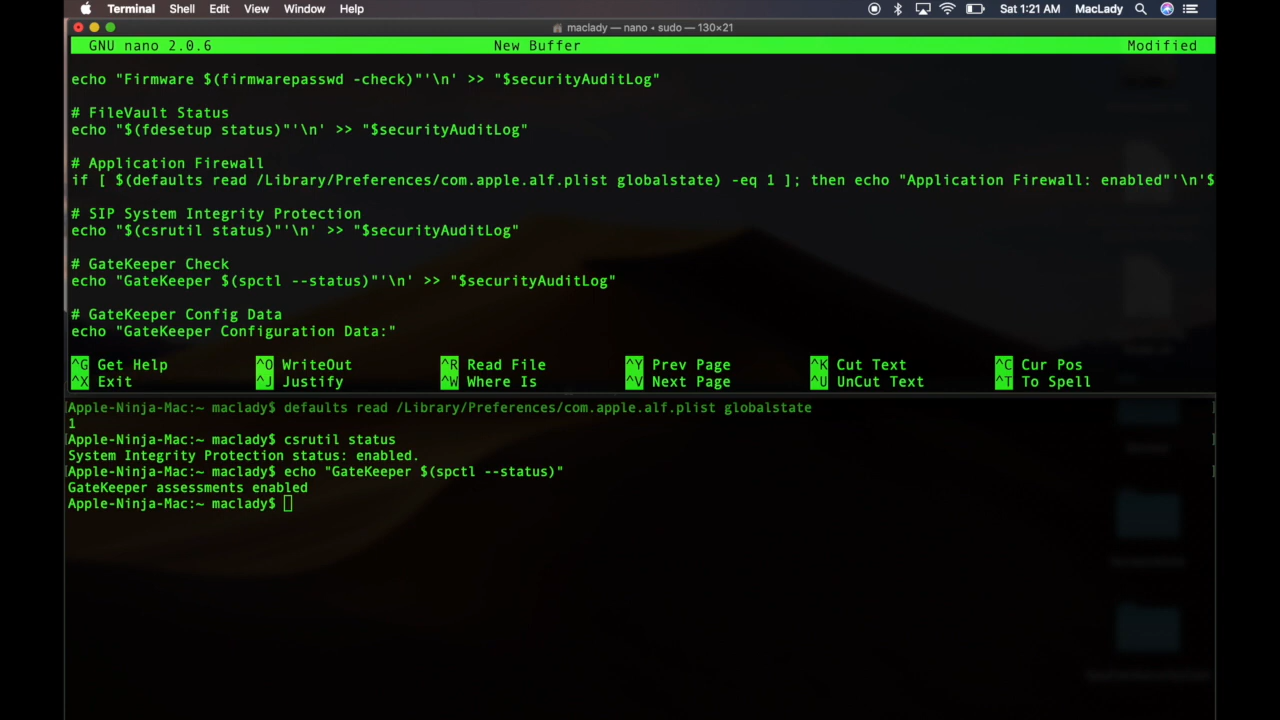 Terminal Shell Edit View Window Help Sat 1:21 AM MacLady
maclady — nano • sudo — 130×21
GNU nano 2.0.6 New Buffer Modified
echo "Firmware $(firmwarepasswd -check)"'\n' >> "$securityAuditLog"
# FileVault Status
echo "$(fdesetup status)"'\n' >> "$securityAuditLog"
# Application Firewall
if [ $(defaults read /Library/Preferences/com.apple.alf.plist globalstate) -eq 1 ]; then echo "Application Firewall: enabled"'\n'$
# SIP System Integrity Protection
echo "$(csrutil status)"'\n' >> "$securityAuditLog"
# GateKeeper Check
echo "GateKeeper $(spctl --status)"'\n' >> "$securityAuditLog"
# GateKeeper Config Data
echo "GateKeeper Configuration Data:"
^G Get Help ^O WriteOut ^R Read File ^Y Prev Page ^K Cut Text ^C Cur Pos
^X Exit ^J Justify ^W Where Is ^V Next Page ^U UnCut Text ^T To Spell
[Apple-Ninja-Mac:~ maclady$ defaults read /Library/Preferences/com.apple.alf.plist globalstate ]
1
[Apple-Ninja-Mac:~ maclady$ csrutil status ]
System Integrity Protection status: enabled.
[Apple-Ninja-Mac:~ maclady$ echo "GateKeeper $(spctl --status)" ]
GateKeeper assessments enabled
Apple-Ninja-Mac:~ maclady$